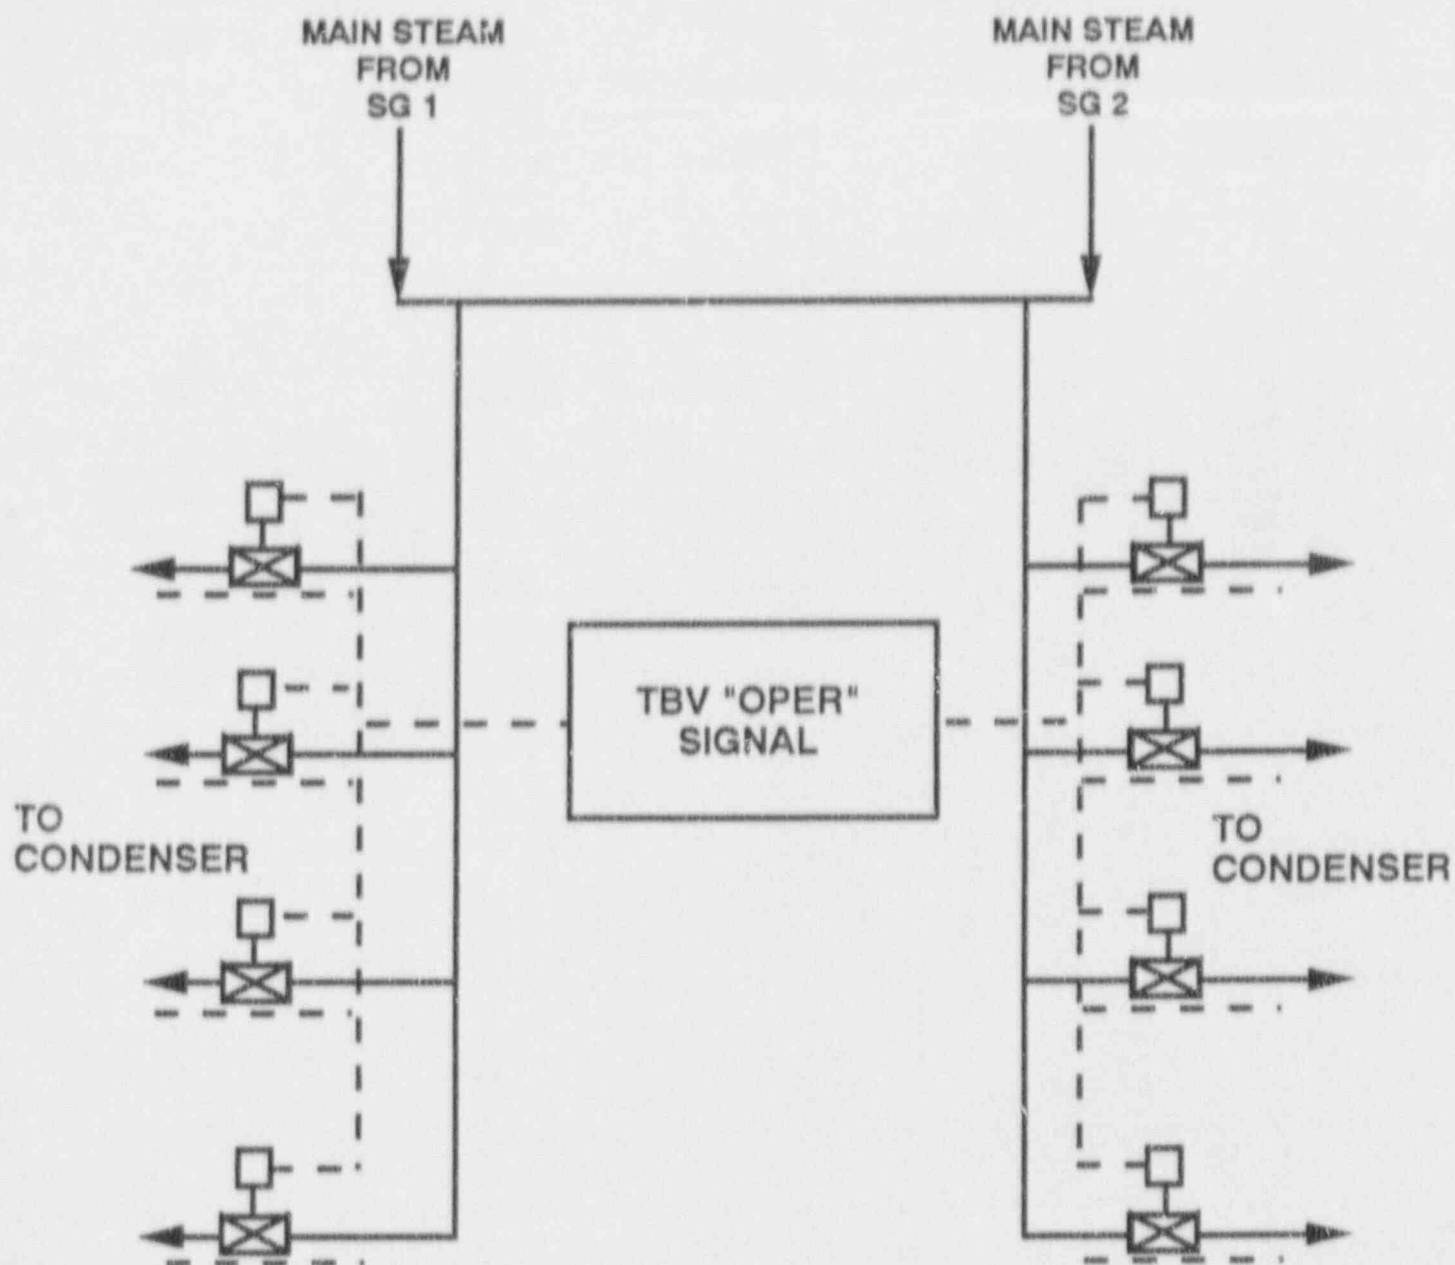 MAIN STEAM
FROM
SG 1
MAIN STEAM
FROM
SG 2
TBV "OPER"
SIGNAL
TO
CONDENSER
TO
CONDENSER